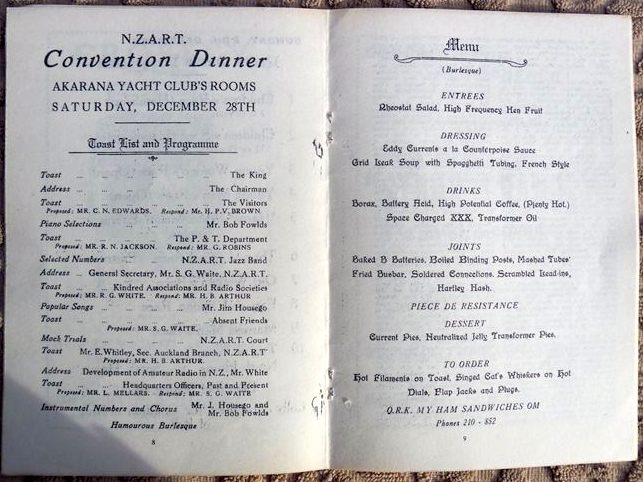 N.Z.A.R.T.
Convention Dinner
AKARANA YACHT CLUB'S ROOMS
SATURDAY, DECEMBER 28TH
Toast List and Programme
Toast ... ... ... ... The King
Address ... ... ... ... The Chairman
Toast ... ... ... ... The Visitors
Proposed: MR. C. N. EDWARDS. Respond: Mr. H. P. V. BROWN
Piano Selections ... ... Mr. Bob Fowlds
Toast ... ... ... The P. & T. Department
Proposed: MR. R. N. JACKSON. Respond: MR. G. ROBINS
Selected Numbers ... N.Z.A.R.T. Jazz Band
Address .. General Secretary, Mr. S. G. Waite, N.Z.A.R.T.
Toast ... Kindred Associations and Radio Societies
Proposed: MR. R. G. WHITE. Respond: MR. H. B. ARTHUR
Popular Songs ... ... ... Mr. Jim Housego
Toast ... ... ... ... Absent Friends
Proposed: MR. S. G. WAITE.
Mock Trials ... ... ... N.Z.A.R.T. Court
Toast Mr. E. Whitley, Sec. Auckland Branch, N.Z.A.R.T
Proposed: MR. H. B. ARTHUR.
Address Development of Amateur Radio in N.Z., Mr. White
Toast ... ... Headquarters Officers, Past and Present
Proposed: MR. L. MELLARS. Respond: MR. S. G. WAITE
Instrumental Numbers and Chorus Mr. J. Housego and
Mr. Bob Fowlds
Humourous Burlesque
8
Menu
(Burlesque)
ENTREES
Rheostat Salad, High Frequency Hen Fruit
DRESSING
Eddy Currents a la Counterpoise Sauce
Grid Leak Soup with Spagghetti Tubing, French Style
DRINKS
Borax, Battery Acid, High Potential Coffee, (Plenty Hot.)
Space Charged XXX, Transformer Oil
JOINTS
Baked B Batteries, Boiled Binding Posts, Mashed Tubes'
Fried Busbar, Soldered Connections, Scrambled Lead-ins,
Hartley Hash.
PIECE DE RESISTANCE
DESSERT
Current Pies, Neutralized Jelly Transformer Pies.
TO ORDER
Hot Filaments on Toast, Singed Cat's Whiskers on Hot
Dials, Flap Jacks and Plugs.
Q.R.K. MY HAM SANDWICHES OM
Phones 210 - 652
9